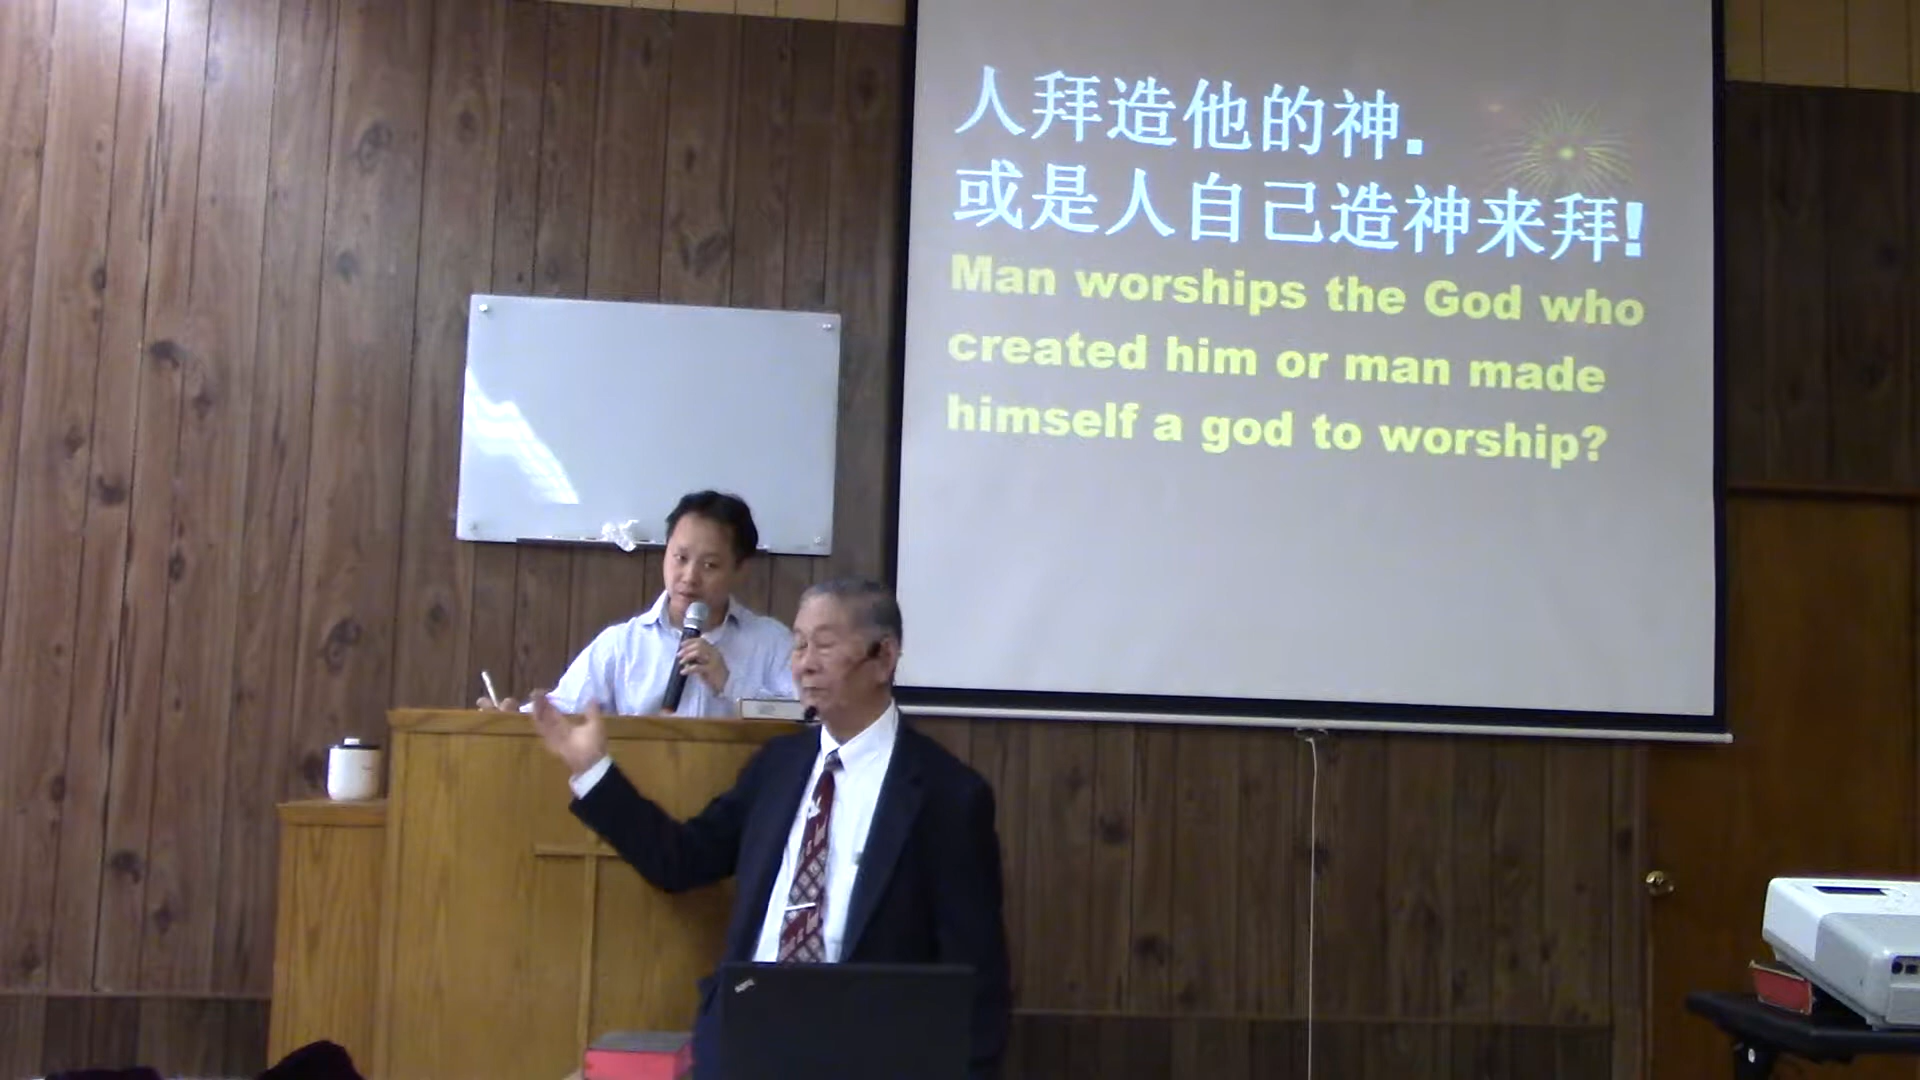 人拜造他的神.
或是人自己造神来拜!
Man worships the God who
created him or man made
himself a god to worship?